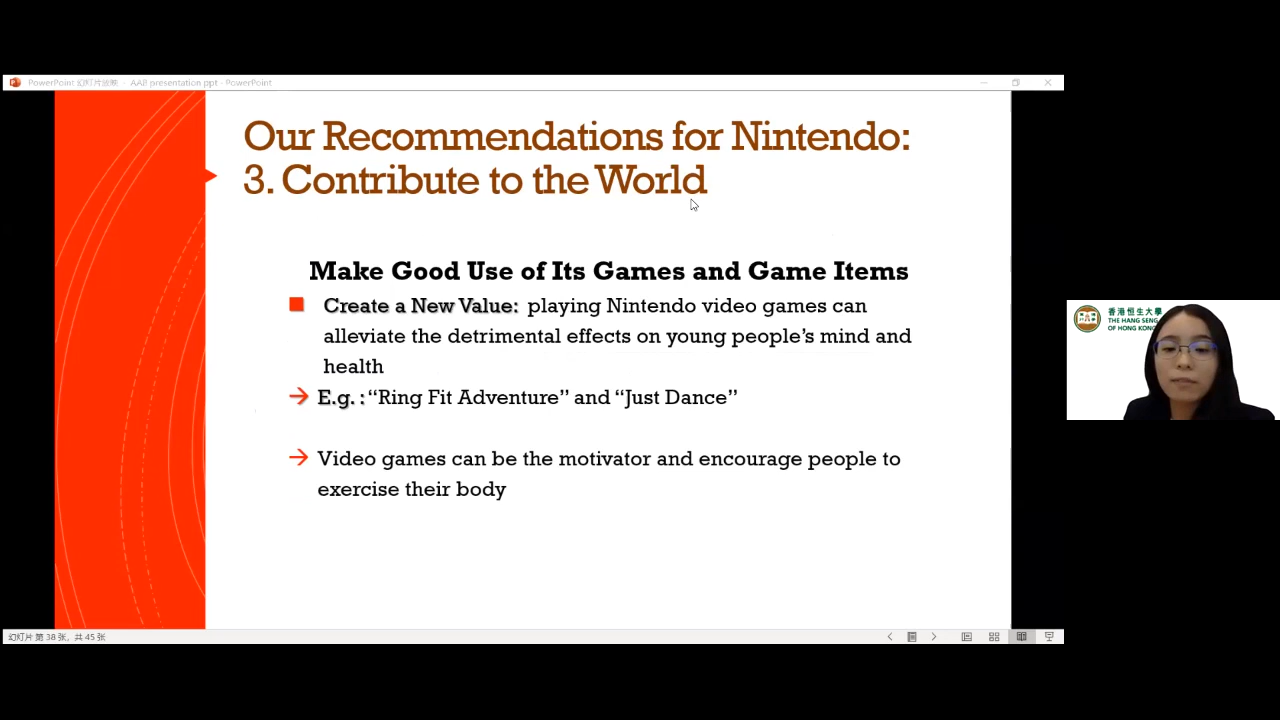 PowerPoint 幻灯片放映 - AAB presentation ppt - PowerPoint
Our Recommendations for Nintendo:
3. Contribute to the World
Make Good Use of Its Games and Game Items
Create a New Value: playing Nintendo video games can
alleviate the detrimental effects on young people’s mind and
health
E.g. : “Ring Fit Adventure” and “Just Dance”
Video games can be the motivator and encourage people to
exercise their body
幻灯片 第 38 张，共 45 张
香港恒生大學
THE HANG SENG
OF HONG KONG